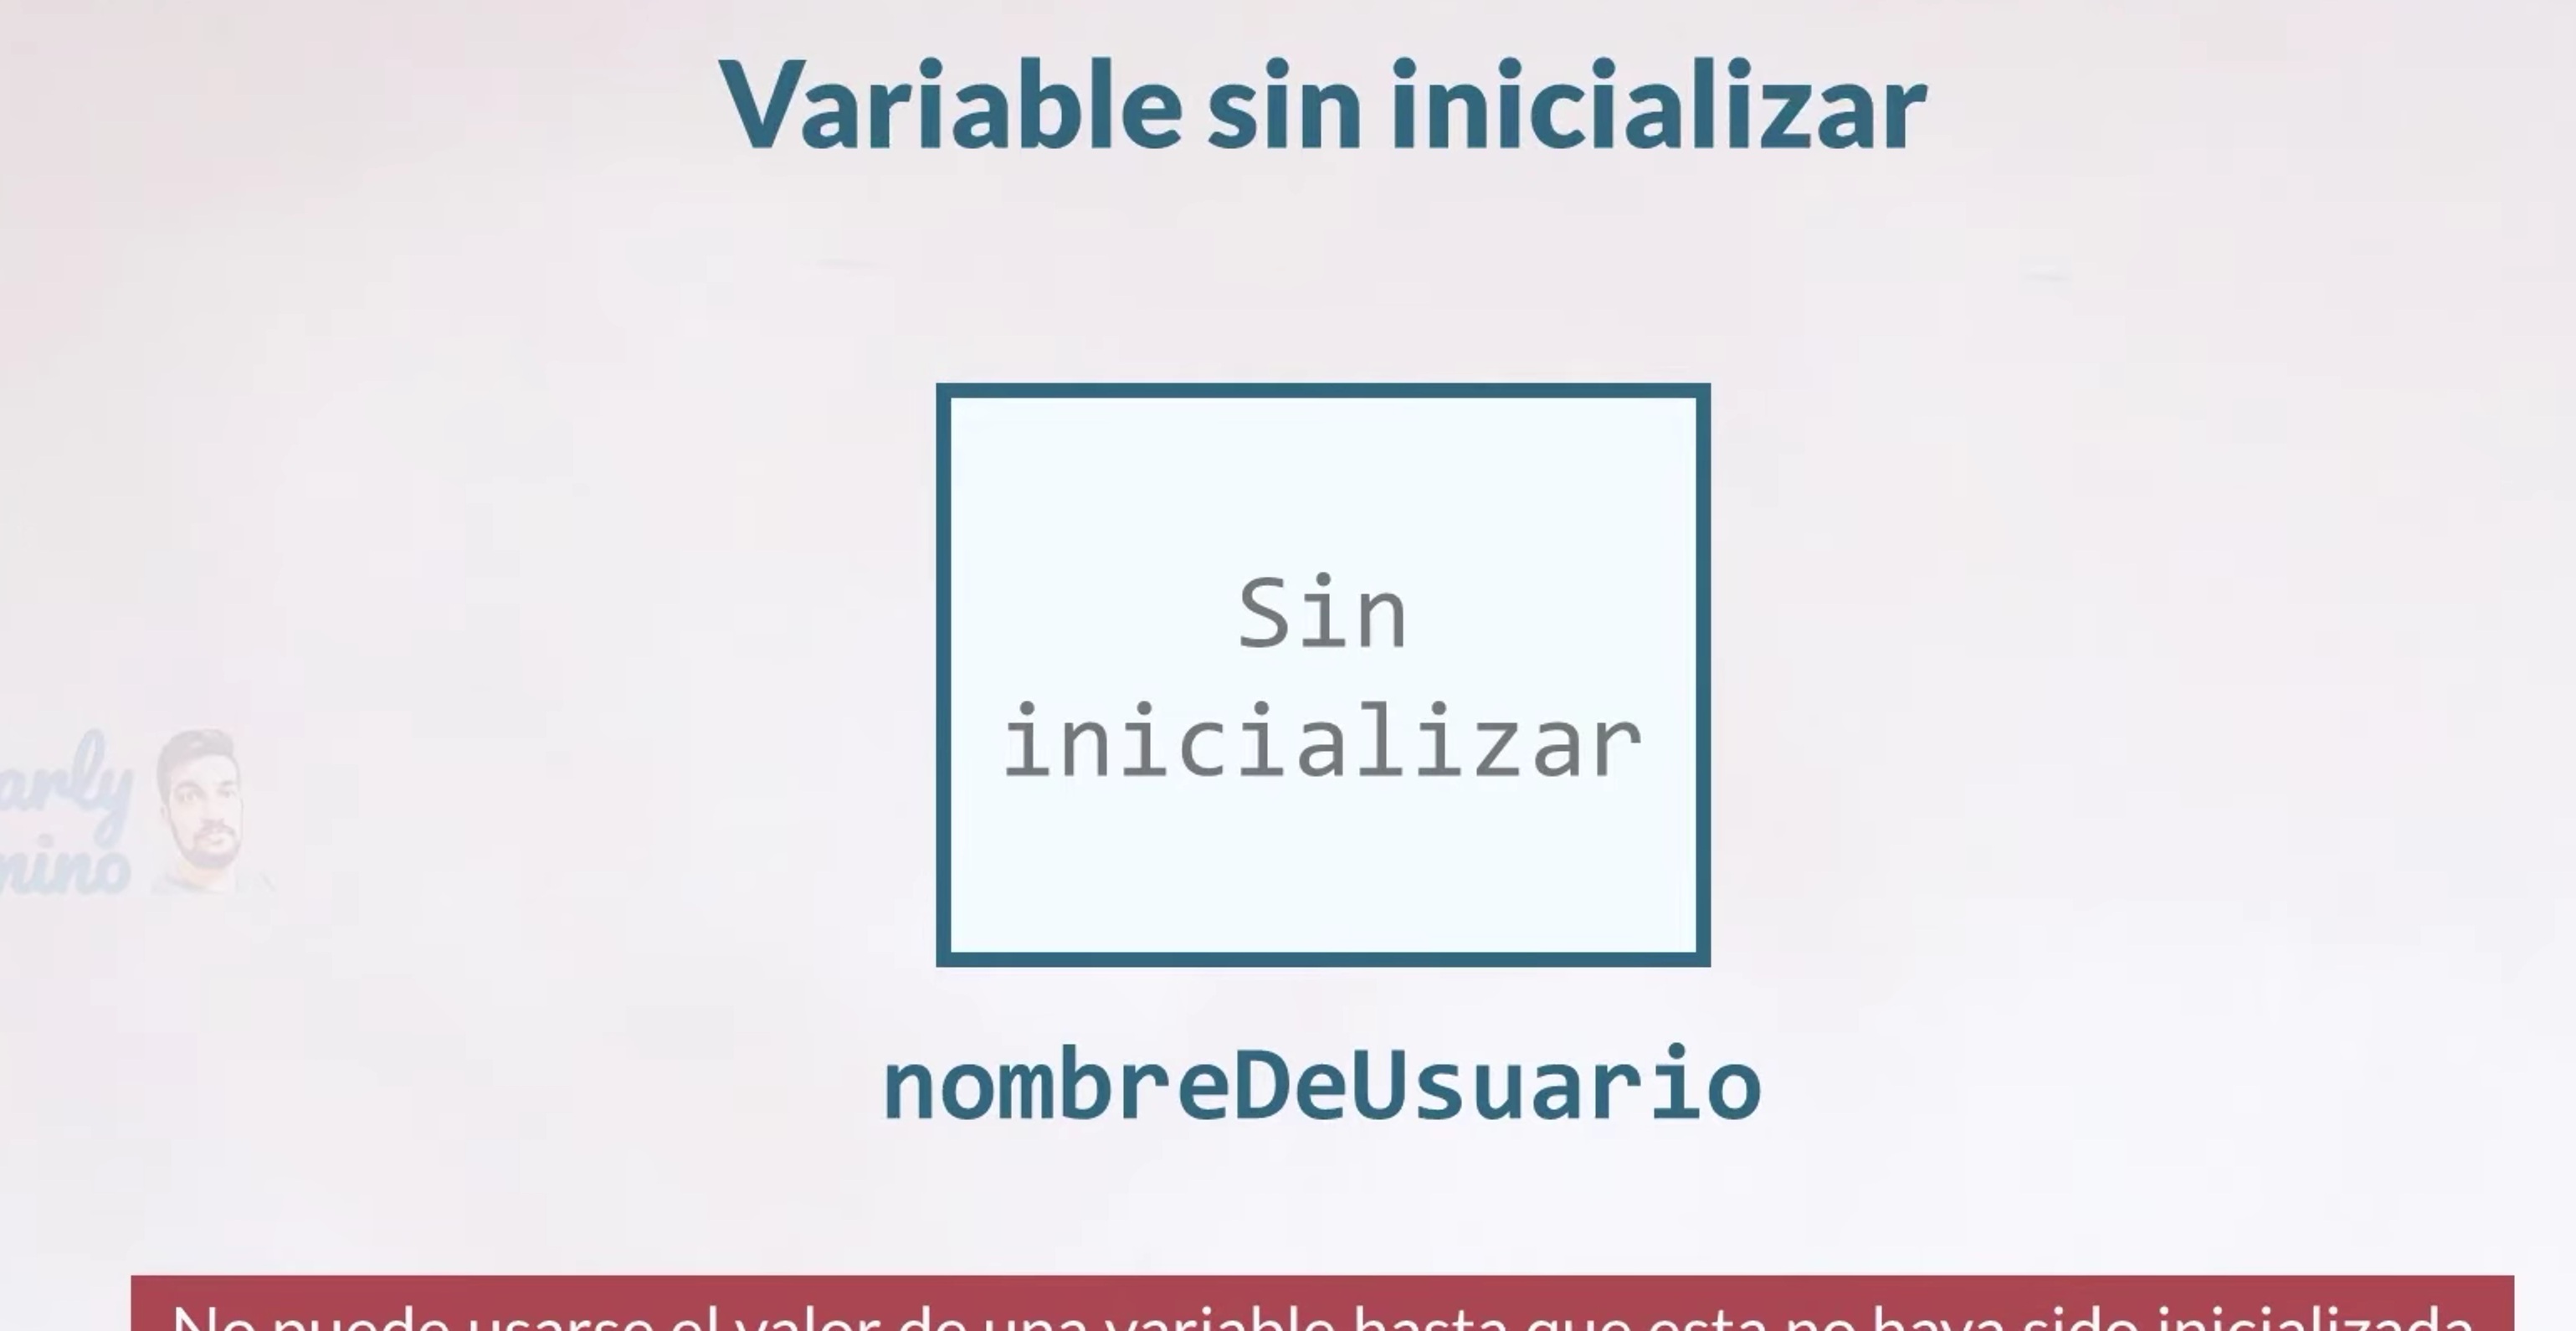 Variable sin inicializar
Sin
inicializar
nombreDeUsuario
arly
mino
No puede usarse el valor de una variable hasta que esta no haya sido inicializada